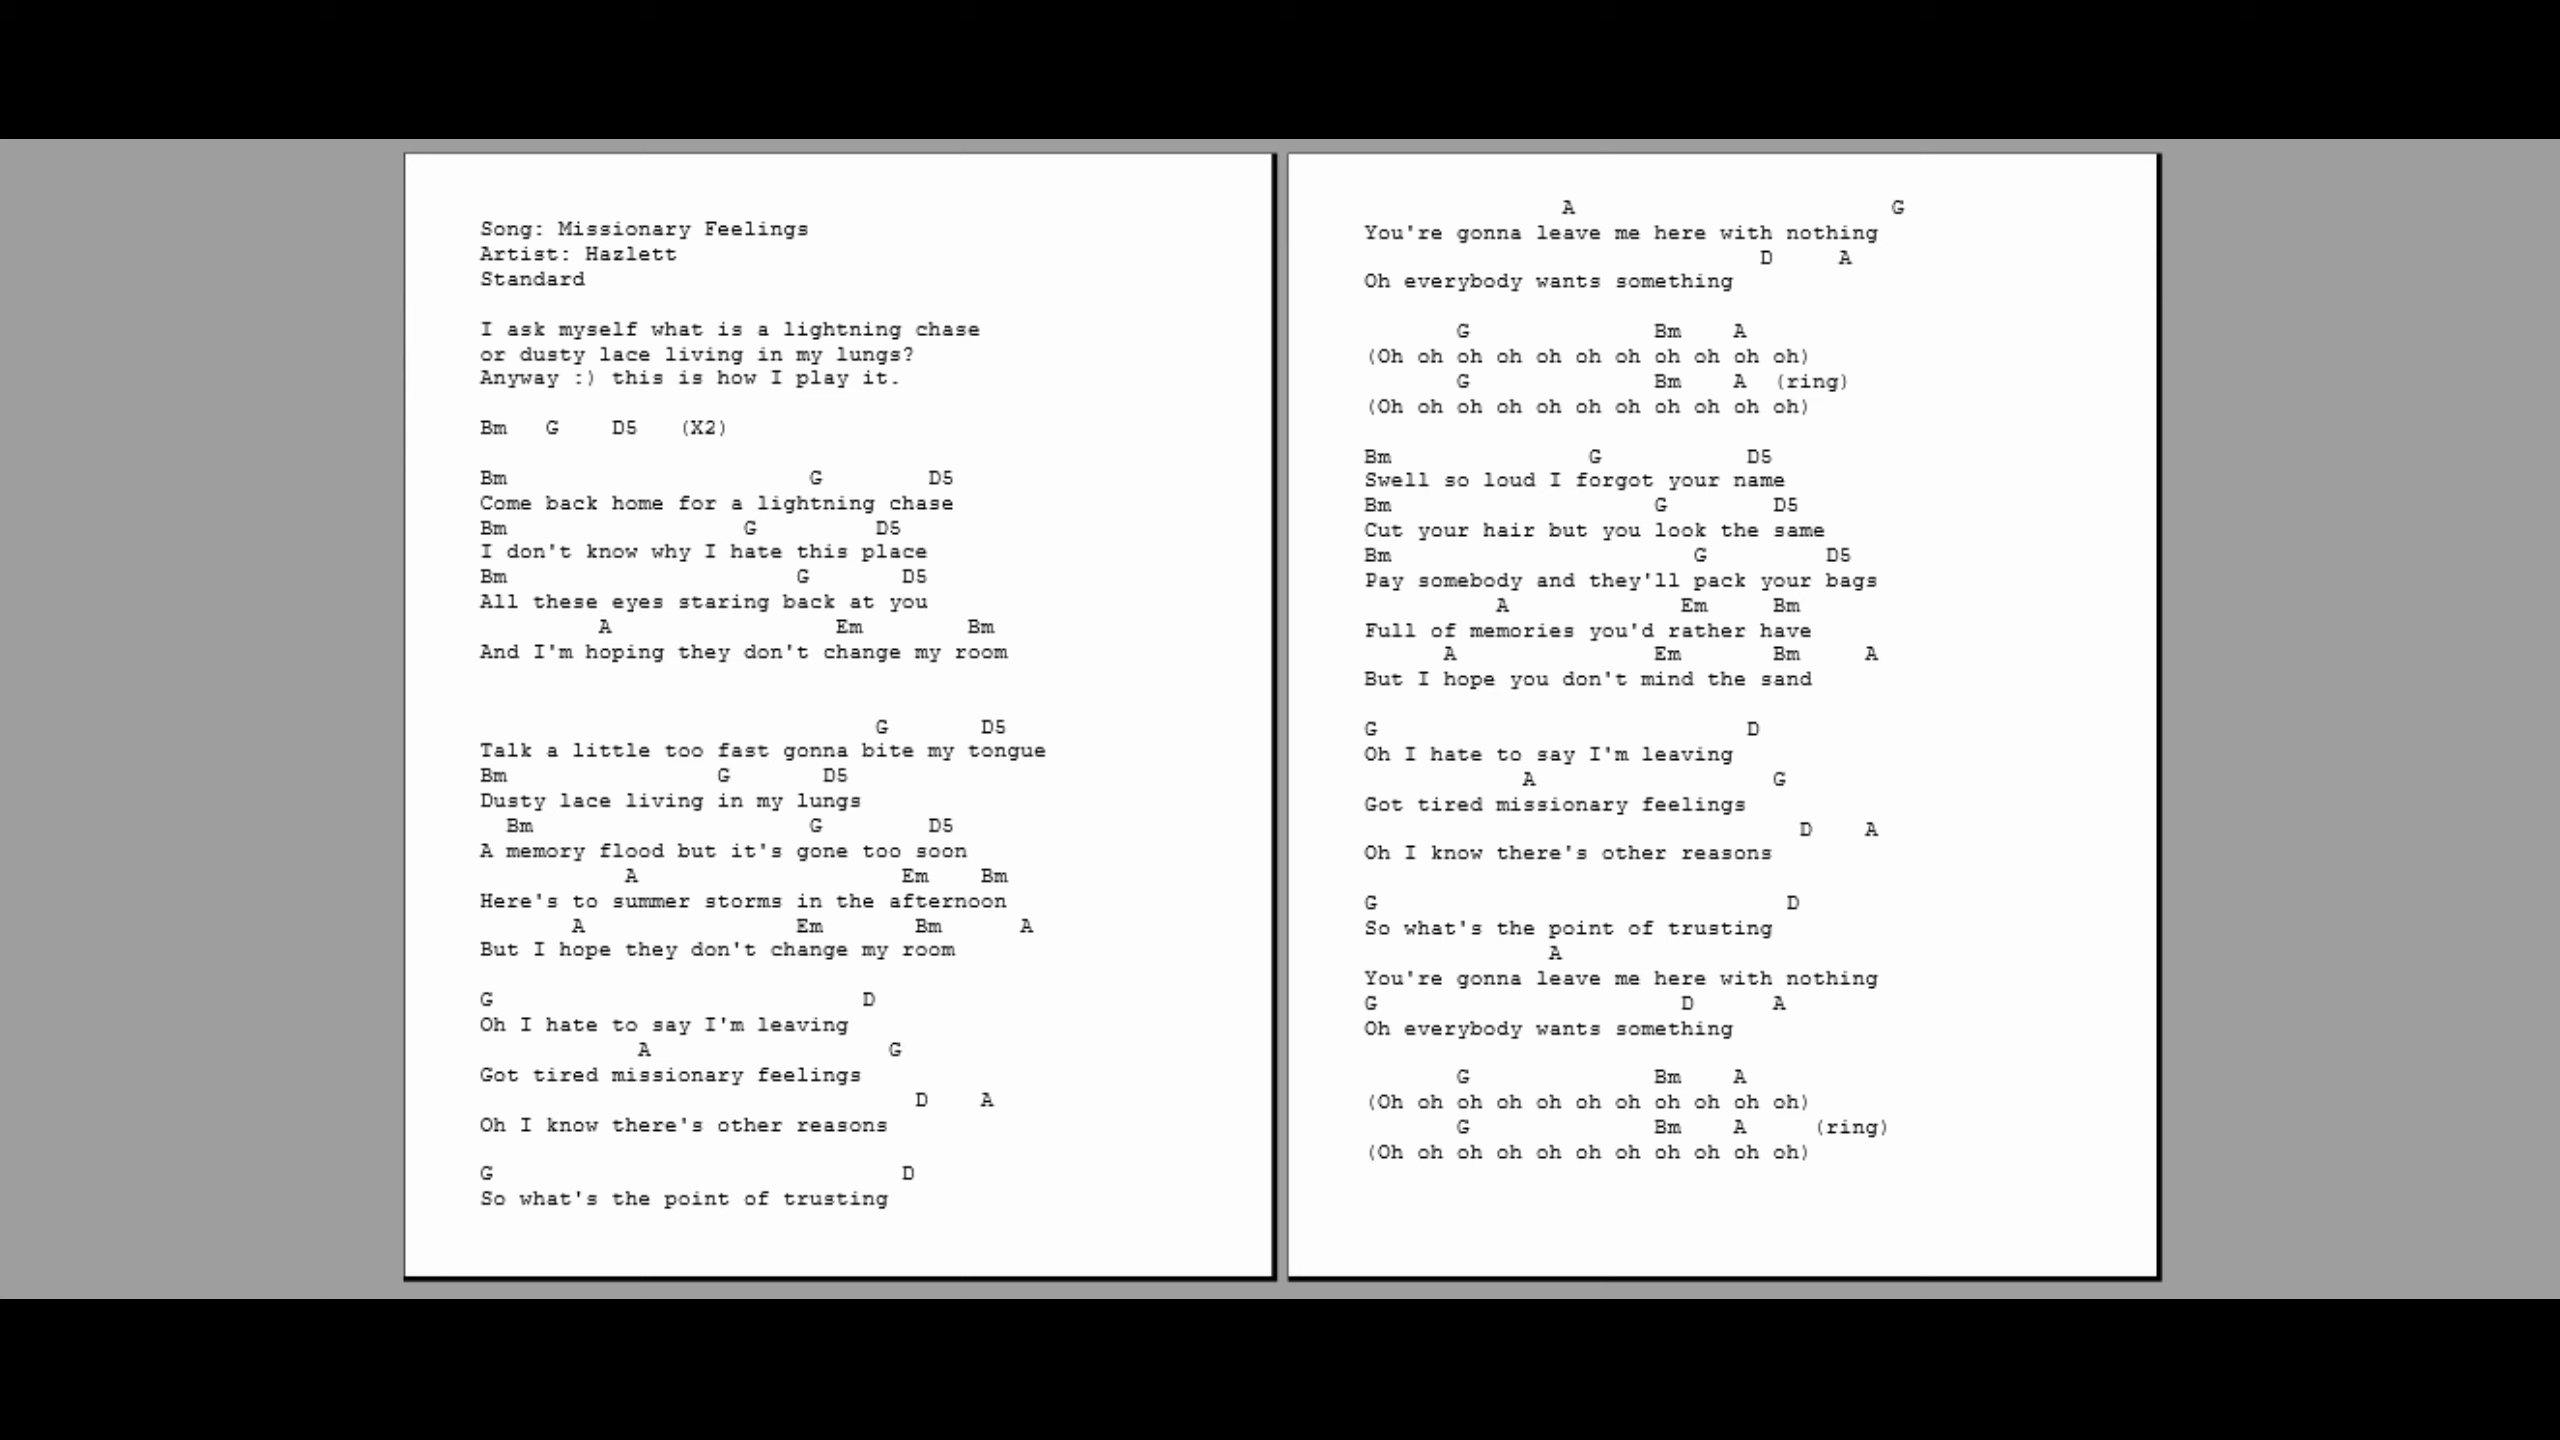 Song: Missionary Feelings
Artist: Hazlett
Standard
I ask myself what is a lightning chase
or dusty lace living in my lungs?
Anyway :) this is how I play it.
Bm G D5 (X2)
Bm G D5
Come back home for a lightning chase
Bm G D5
I don't know why I hate this place
Bm G D5
All these eyes staring back at you
A Em Bm
And I'm hoping they don't change my room
G D5
Talk a little too fast gonna bite my tongue
Bm G D5
Dusty lace living in my lungs
Bm G D5
A memory flood but it's gone too soon
A Em Bm
Here's to summer storms in the afternoon
A Em Bm A
But I hope they don't change my room
G D
Oh I hate to say I'm leaving
A G
Got tired missionary feelings
D A
Oh I know there's other reasons
G D
So what's the point of trusting
A G
You're gonna leave me here with nothing
D A
Oh everybody wants something
G Bm A
(Oh oh oh oh oh oh oh oh oh oh oh)
G Bm A (ring)
(Oh oh oh oh oh oh oh oh oh oh oh)
Bm G D5
Swell so loud I forgot your name
Bm G D5
Cut your hair but you look the same
Bm G D5
Pay somebody and they'll pack your bags
A Em Bm
Full of memories you'd rather have
A Em Bm A
But I hope you don't mind the sand
G D
Oh I hate to say I'm leaving
A G
Got tired missionary feelings
D A
Oh I know there's other reasons
G D
So what's the point of trusting
A
You're gonna leave me here with nothing
G D A
Oh everybody wants something
G Bm A
(Oh oh oh oh oh oh oh oh oh oh oh)
G Bm A (ring)
(Oh oh oh oh oh oh oh oh oh oh oh)